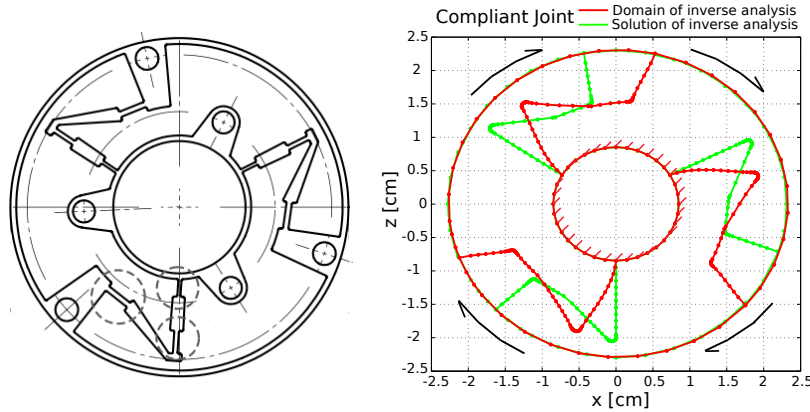 Compliant Joint
Domain of inverse analysis
Solution of inverse analysis
z [cm]
2.5
2
1.5
1
0.5
0
-0.5
-1
-1.5
-2
-2.5
-2.5 -2 -1.5 -1 -0.5 0 0.5 1 1.5 2 2.5
x [cm]